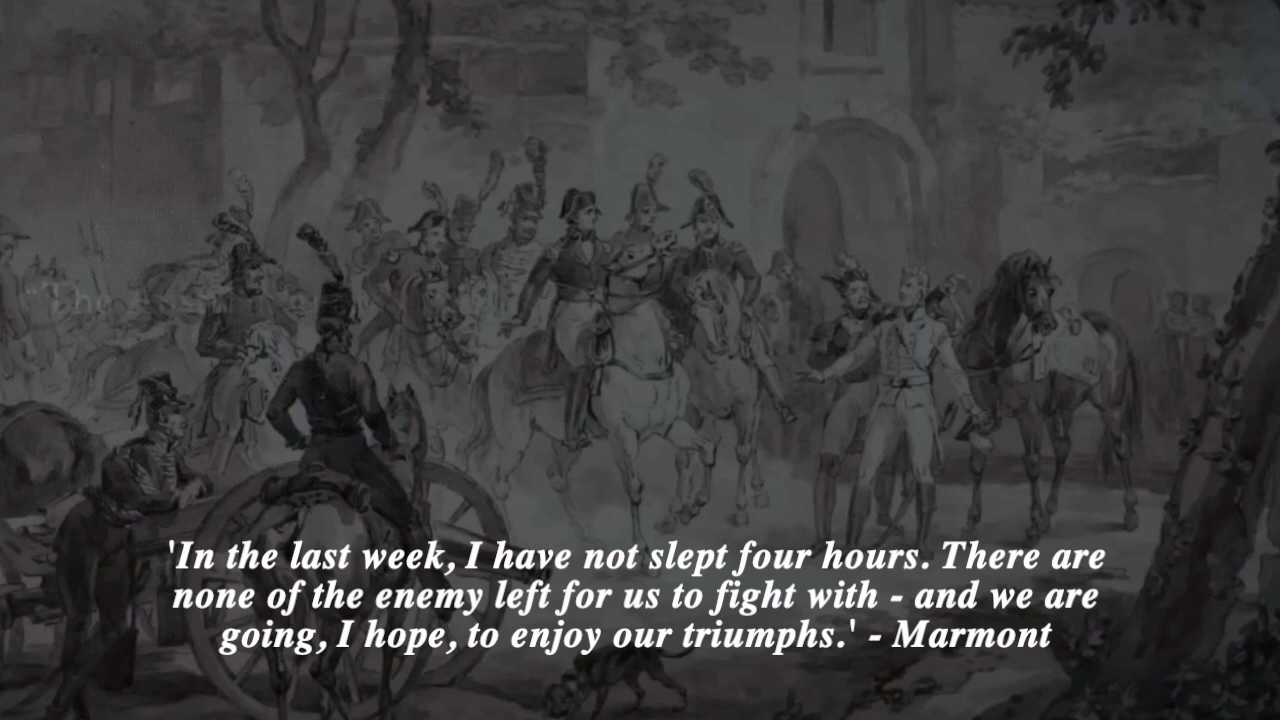 'In the last week, I have not slept four hours. There are
none of the enemy left for us to fight with - and we are
going, I hope, to enjoy our triumphs.' - Marmont